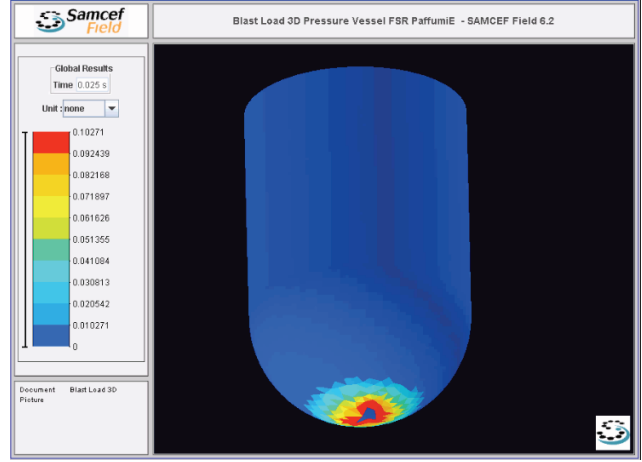 Samcef
Field
Blast Load 3D Pressure Vessel FSR PaffumiE - SAMCEF Field 6.2
Global Results
Time 0.025 s
Unit : none
0.10271
0.092439
0.082168
0.071897
0.061626
0.051355
0.041084
0.030813
0.020542
0.010271
0
Document Blast Load 3D
Picture